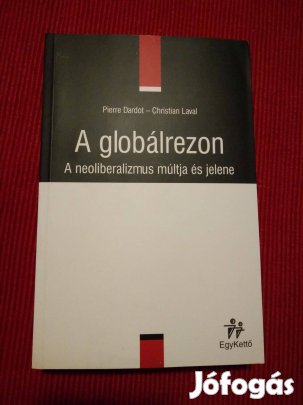 Pierre Dardot – Christian Laval
A globálrezon
A neoliberalizmus múltja és jelene
EgyKettő
Jófogás